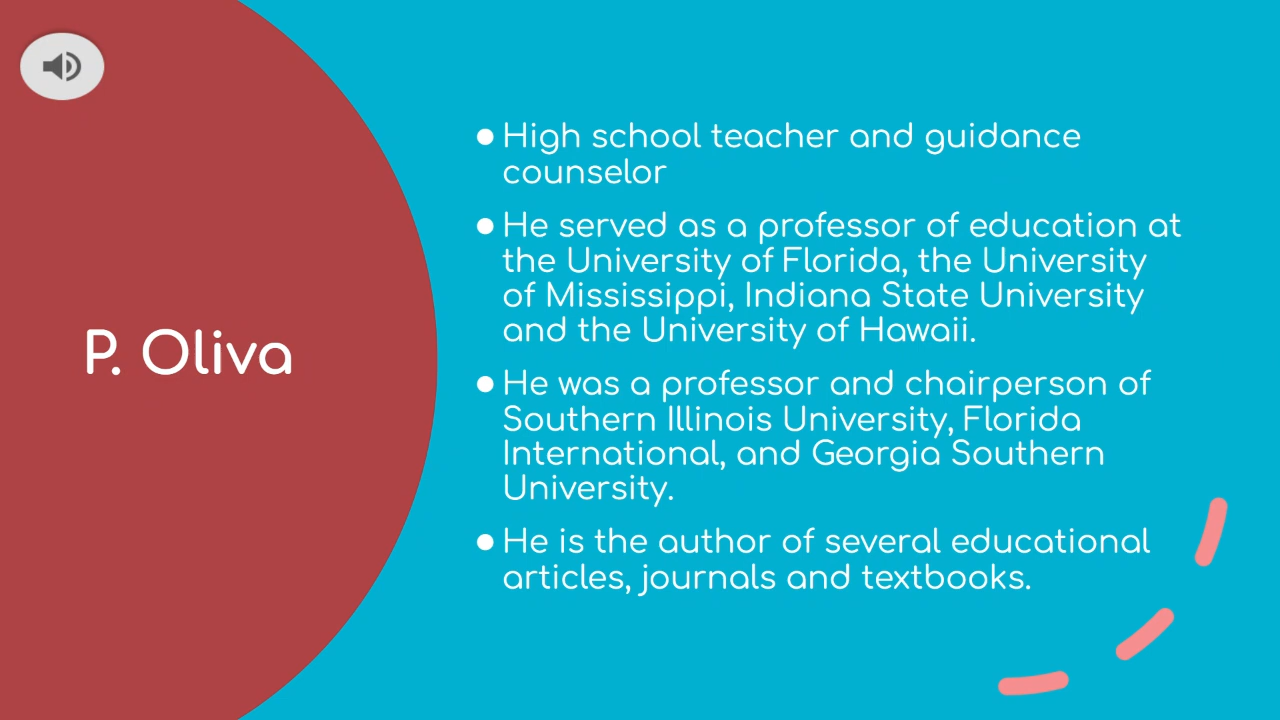 P. Oliva
● High school teacher and guidance
counselor
● He served as a professor of education at
the University of Florida, the University
of Mississippi, Indiana State University
and the University of Hawaii.
● He was a professor and chairperson of
Southern Illinois University, Florida
International, and Georgia Southern
University.
● He is the author of several educational
articles, journals and textbooks.